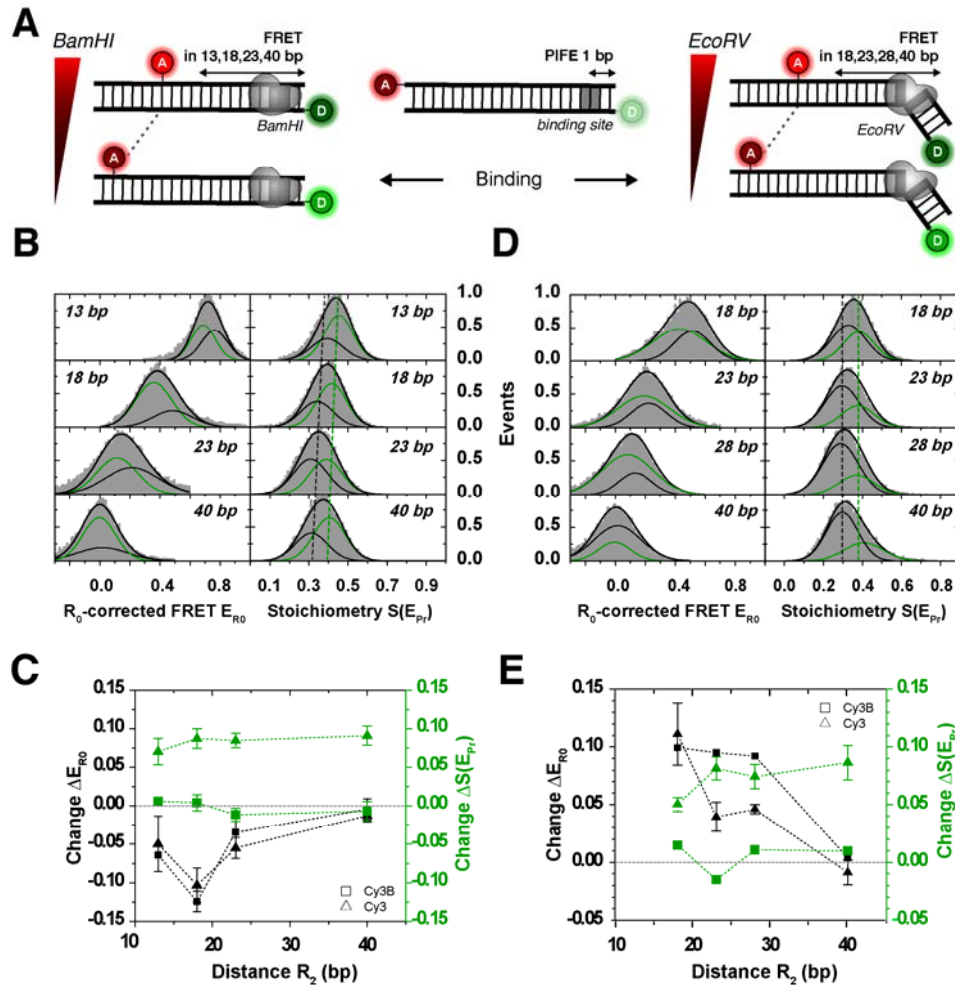 A
BamHI
FRET
in 13,18,23,40 bp
A
BamHI
D
A
D
PIFE 1 bp
A
binding site
D
Binding
EcoRV
FRET
in 18,23,28,40 bp
A
EcoRV
D
A
D
B
13 bp
13 bp
18 bp
18 bp
23 bp
23 bp
40 bp
40 bp
1.0
0.5
0.0
0.5
0.0
0.5
0.0
0.5
0.0
Events
0.0 0.4 0.8
0.1 0.3 0.5 0.7 0.9
R0-corrected FRET ER0
Stoichiometry S(EPr)
D
18 bp
18 bp
23 bp
23 bp
28 bp
28 bp
40 bp
40 bp
1.0
0.5
0.0
0.5
0.0
0.5
0.0
0.5
0.0
Events
0.0 0.4 0.8
0.0 0.2 0.4 0.6 0.8
R0-corrected FRET ER0
Stoichiometry S(EPr)
C
0.15
0.10
0.05
0.00
-0.05
-0.10
-0.15
Change ΔER0
0.15
0.10
0.05
0.00
-0.05
-0.10
-0.15
Change ΔS(EPr)
Cy3B
Cy3
10 20 30 40
Distance R2 (bp)
E
0.15
0.10
0.05
0.00
-0.05
Change ΔER0
0.15
0.10
0.05
0.00
-0.05
Change ΔS(EPr)
Cy3B
Cy3
10 20 30 40
Distance R2 (bp)